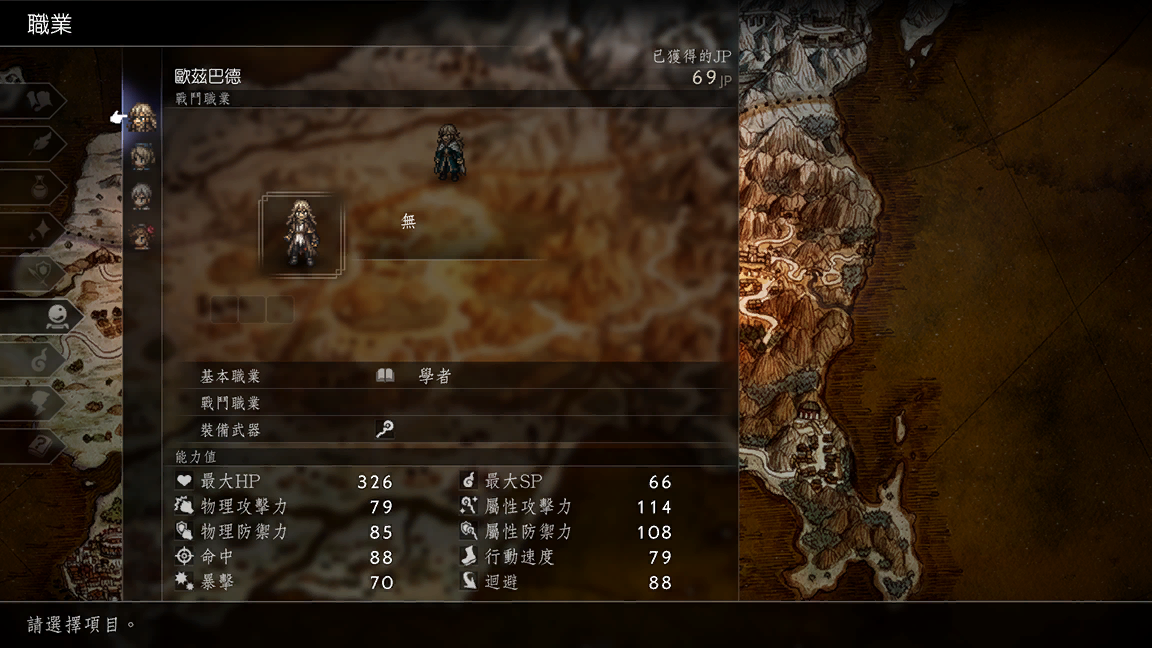 職業
已獲得的JP
69JP
歐茲巴德
戰鬥職業
無
基本職業 學者
戰鬥職業
裝備武器
能力值
最大HP 326 最大SP 66
物理攻擊力 79 屬性攻擊力 114
物理防禦力 85 屬性防禦力 108
命中 88 行動速度 79
暴擊 70 迴避 88
請選擇項目。